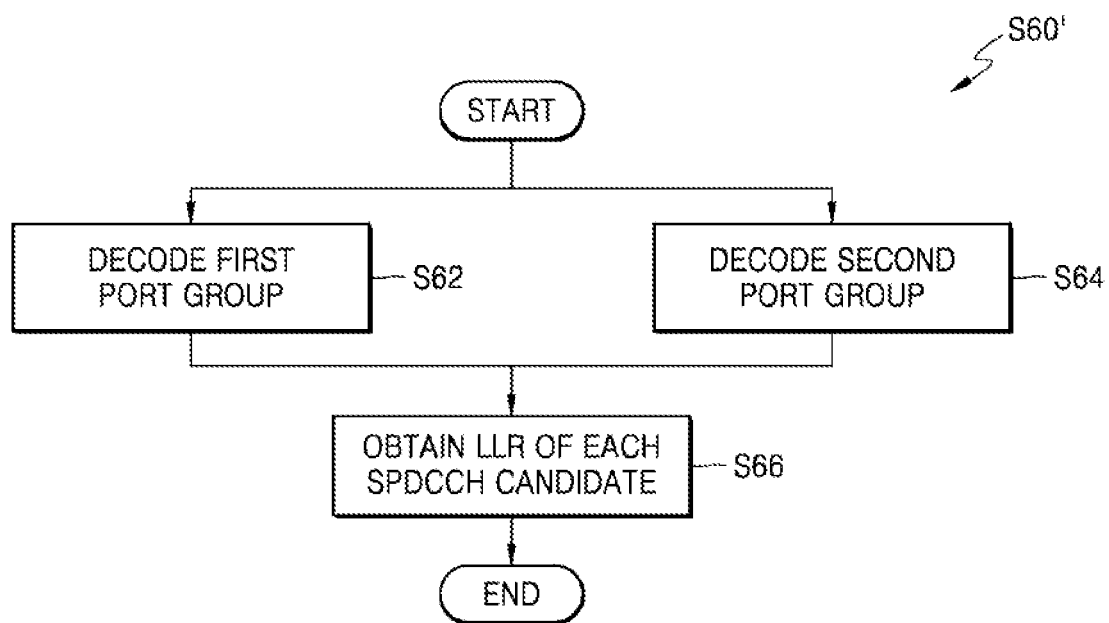 S60'
START
DECODE FIRST
PORT GROUP
S62
DECODE SECOND
PORT GROUP
S64
OBTAIN LLR OF EACH
SPDCCH CANDIDATE
S66
END